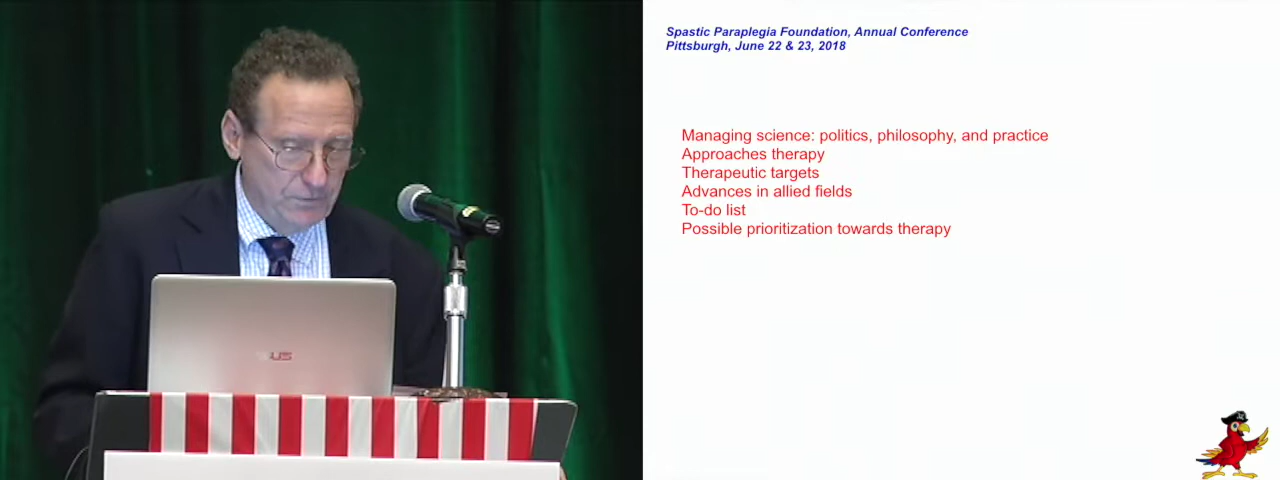 Spastic Paraplegia Foundation, Annual Conference
Pittsburgh, June 22 & 23, 2018
Managing science: politics, philosophy, and practice
Approaches therapy
Therapeutic targets
Advances in allied fields
To-do list
Possible prioritization towards therapy